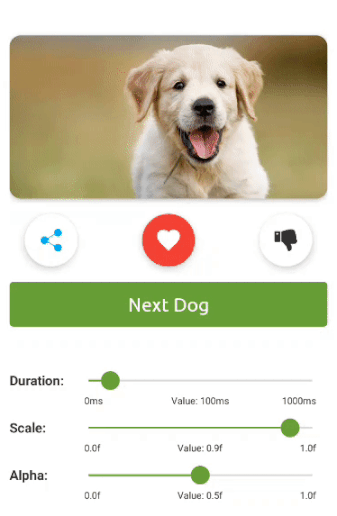 Next Dog
Duration:
0ms Value: 100ms 1000ms
Scale:
0.0f Value: 0.9f 1.0f
Alpha:
0.0f Value: 0.5f 1.0f